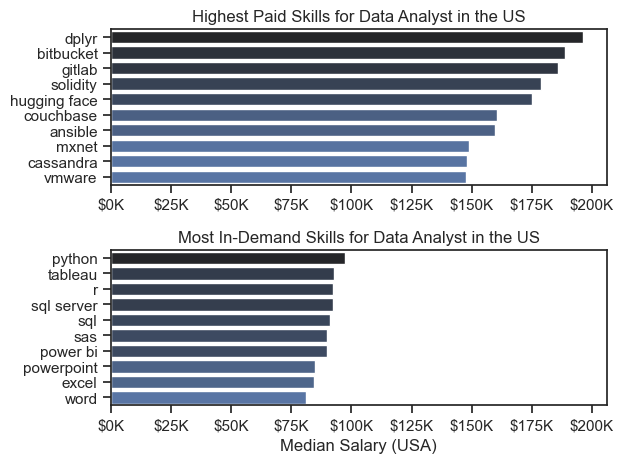 Highest Paid Skills for Data Analyst in the US
dplyr
bitbucket
gitlab
solidity
hugging face
couchbase
ansible
mxnet
cassandra
vmware
$0K $25K $50K $75K $100K $125K $150K $175K $200K
Most In-Demand Skills for Data Analyst in the US
python
tableau
r
sql server
sql
sas
power bi
powerpoint
excel
word
$0K $25K $50K $75K $100K $125K $150K $175K $200K
Median Salary (USA)